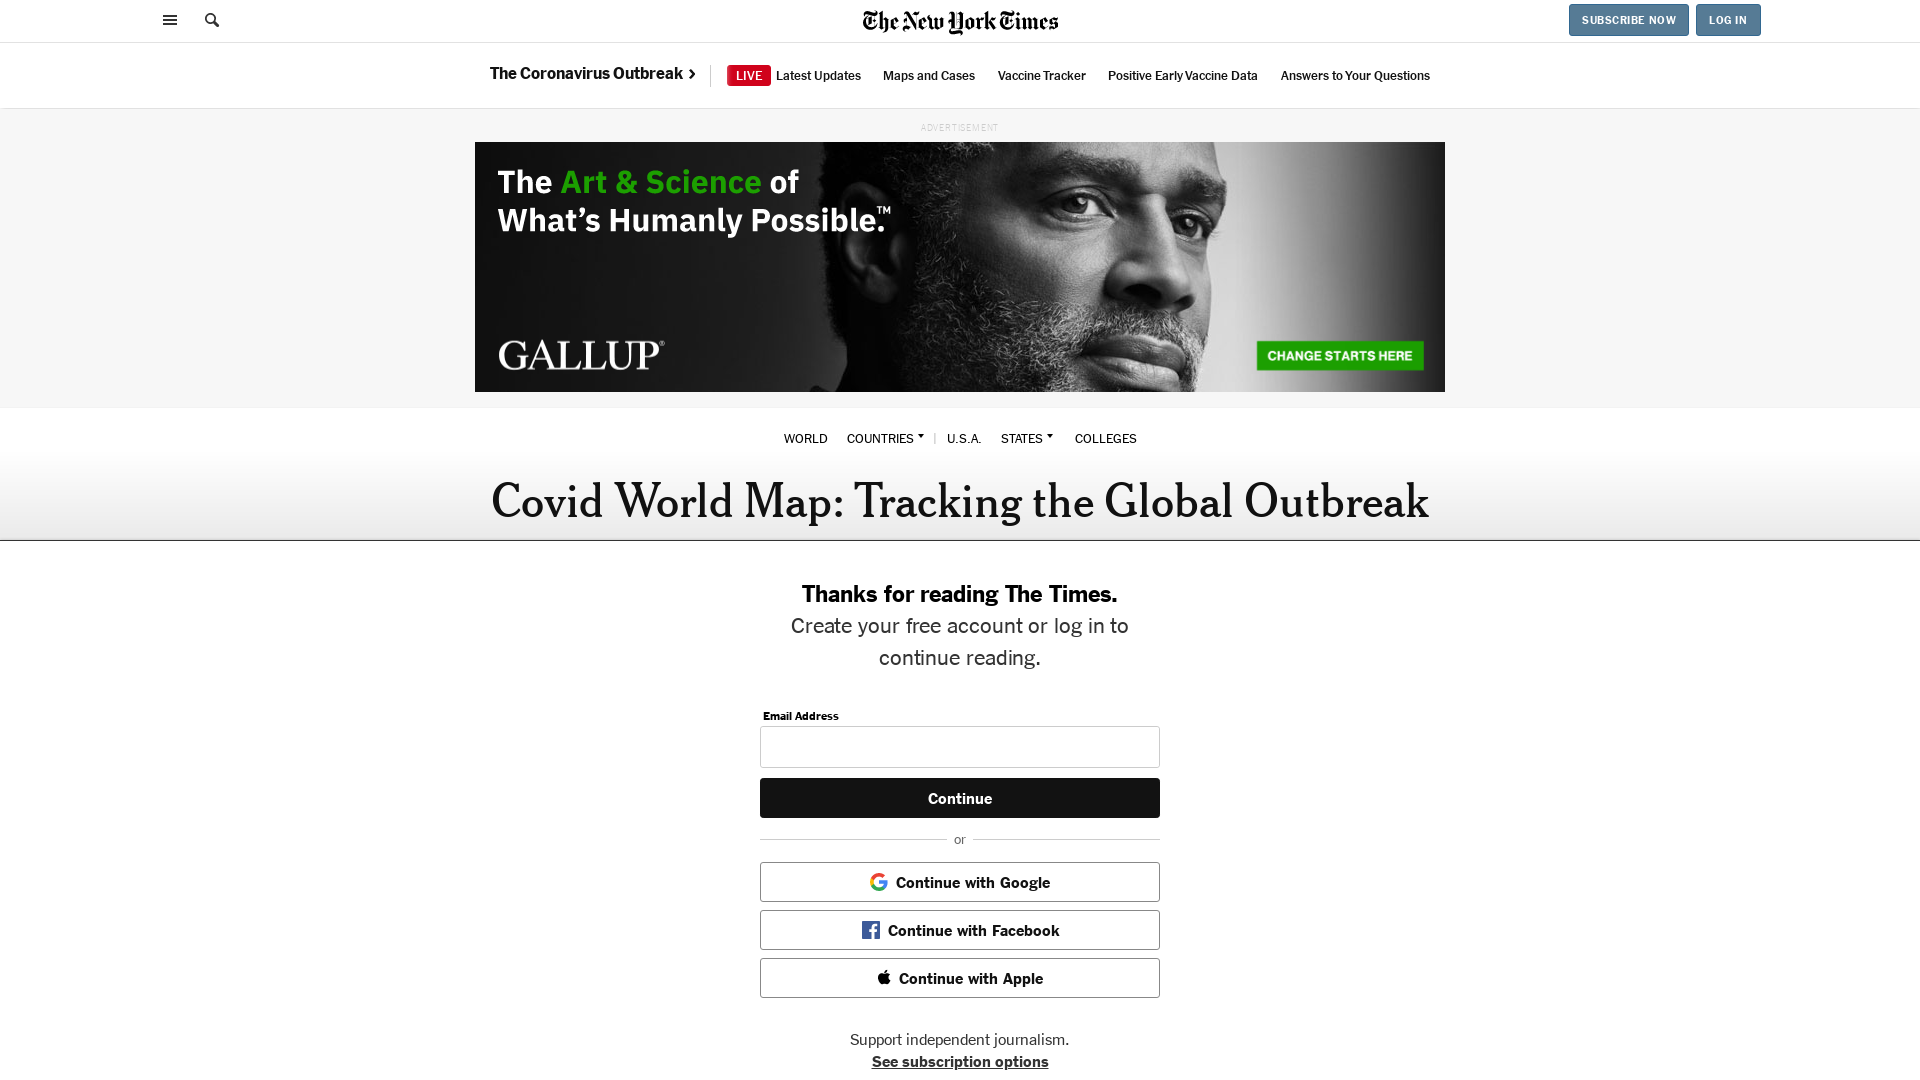 The New York Times
SUBSCRIBE NOW
LOG IN
The Coronavirus Outbreak
LIVE Latest Updates
Maps and Cases
Vaccine Tracker
Positive Early Vaccine Data
Answers to Your Questions
ADVERTISEMENT
The Art & Science of
What's Humanly Possible.™
GALLUP®
CHANGE STARTS HERE
WORLD
COUNTRIES
U.S.A.
STATES
COLLEGES
Covid World Map: Tracking the Global Outbreak
Thanks for reading The Times.
Create your free account or log in to
continue reading.
Email Address
Continue
or
Continue with Google
Continue with Facebook
Continue with Apple
Support independent journalism.
See subscription options